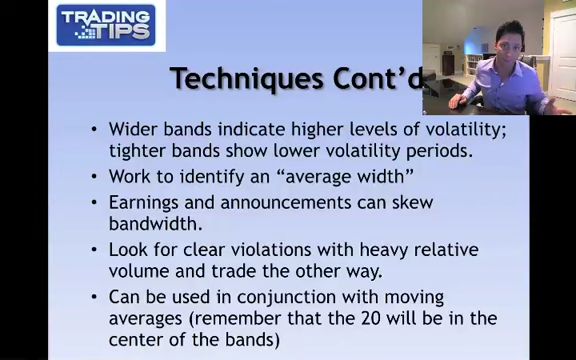 TRADING
TIPS
Techniques Cont’d
• Wider bands indicate higher levels of volatility;
tighter bands show lower volatility periods.
• Work to identify an “average width”
• Earnings and announcements can skew
bandwidth.
• Look for clear violations with heavy relative
volume and trade the other way.
• Can be used in conjunction with moving
averages (remember that the 20 will be in the
center of the bands)